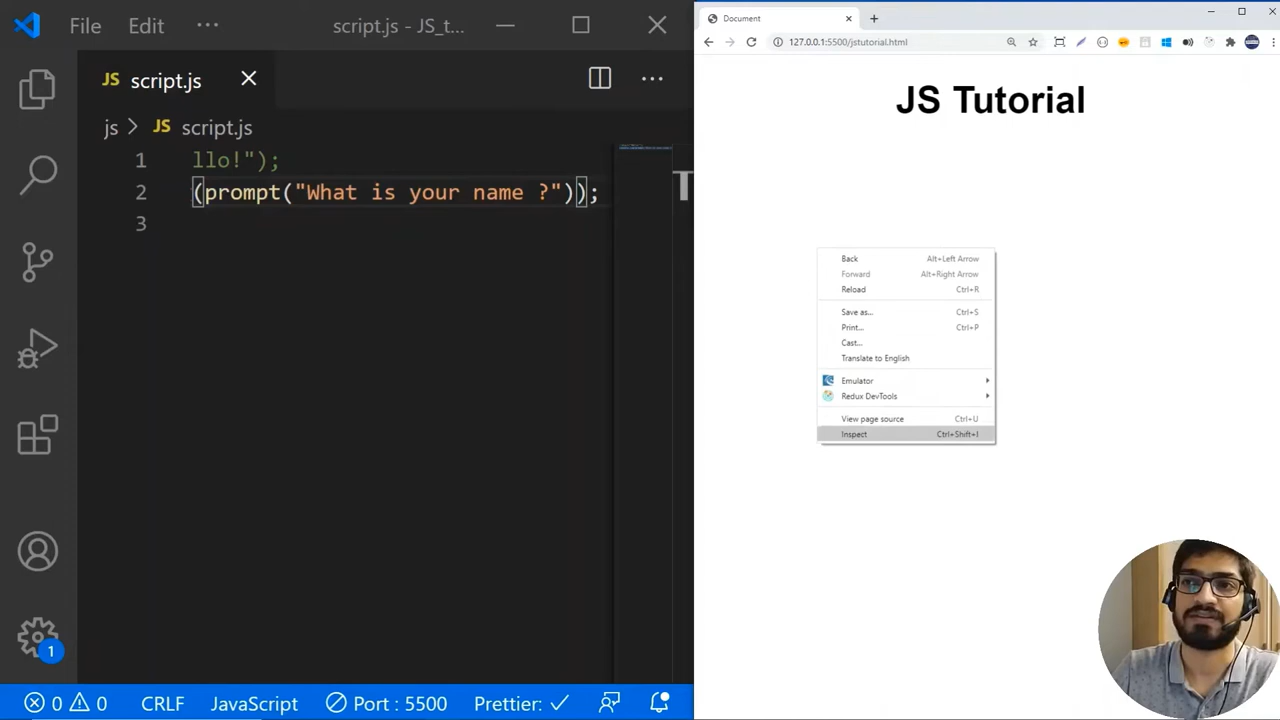 File Edit ··· script.js - JS_t...
JS script.js
js > JS script.js
1 llo!");
2 (prompt("What is your name ?"));
3
0 0 CRLF JavaScript Port : 5500 Prettier: ✓
1
Document
127.0.0.1:5500/jstutorial.html
JS Tutorial
T
Back Alt+Left Arrow
Forward Alt+Right Arrow
Reload Ctrl+R
Save as... Ctrl+S
Print... Ctrl+P
Cast...
Translate to English
Emulator
Redux DevTools
View page source Ctrl+U
Inspect Ctrl+Shift+I